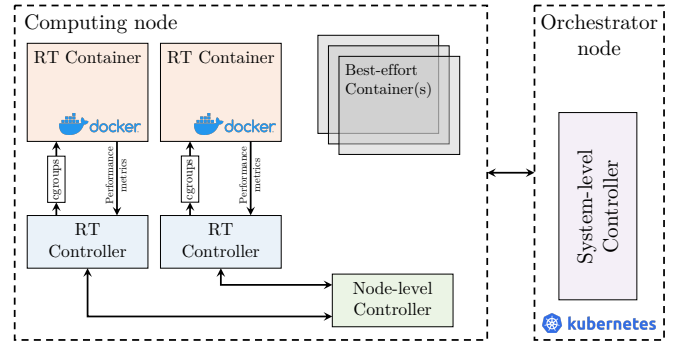 Computing node
RT Container
docker
RT Container
docker
Best-effort
Container(s)
cgroups
Performance
metrics
cgroups
Performance
metrics
RT
Controller
RT
Controller
Node-level
Controller
Orchestrator
node
System-level
Controller
kubernetes